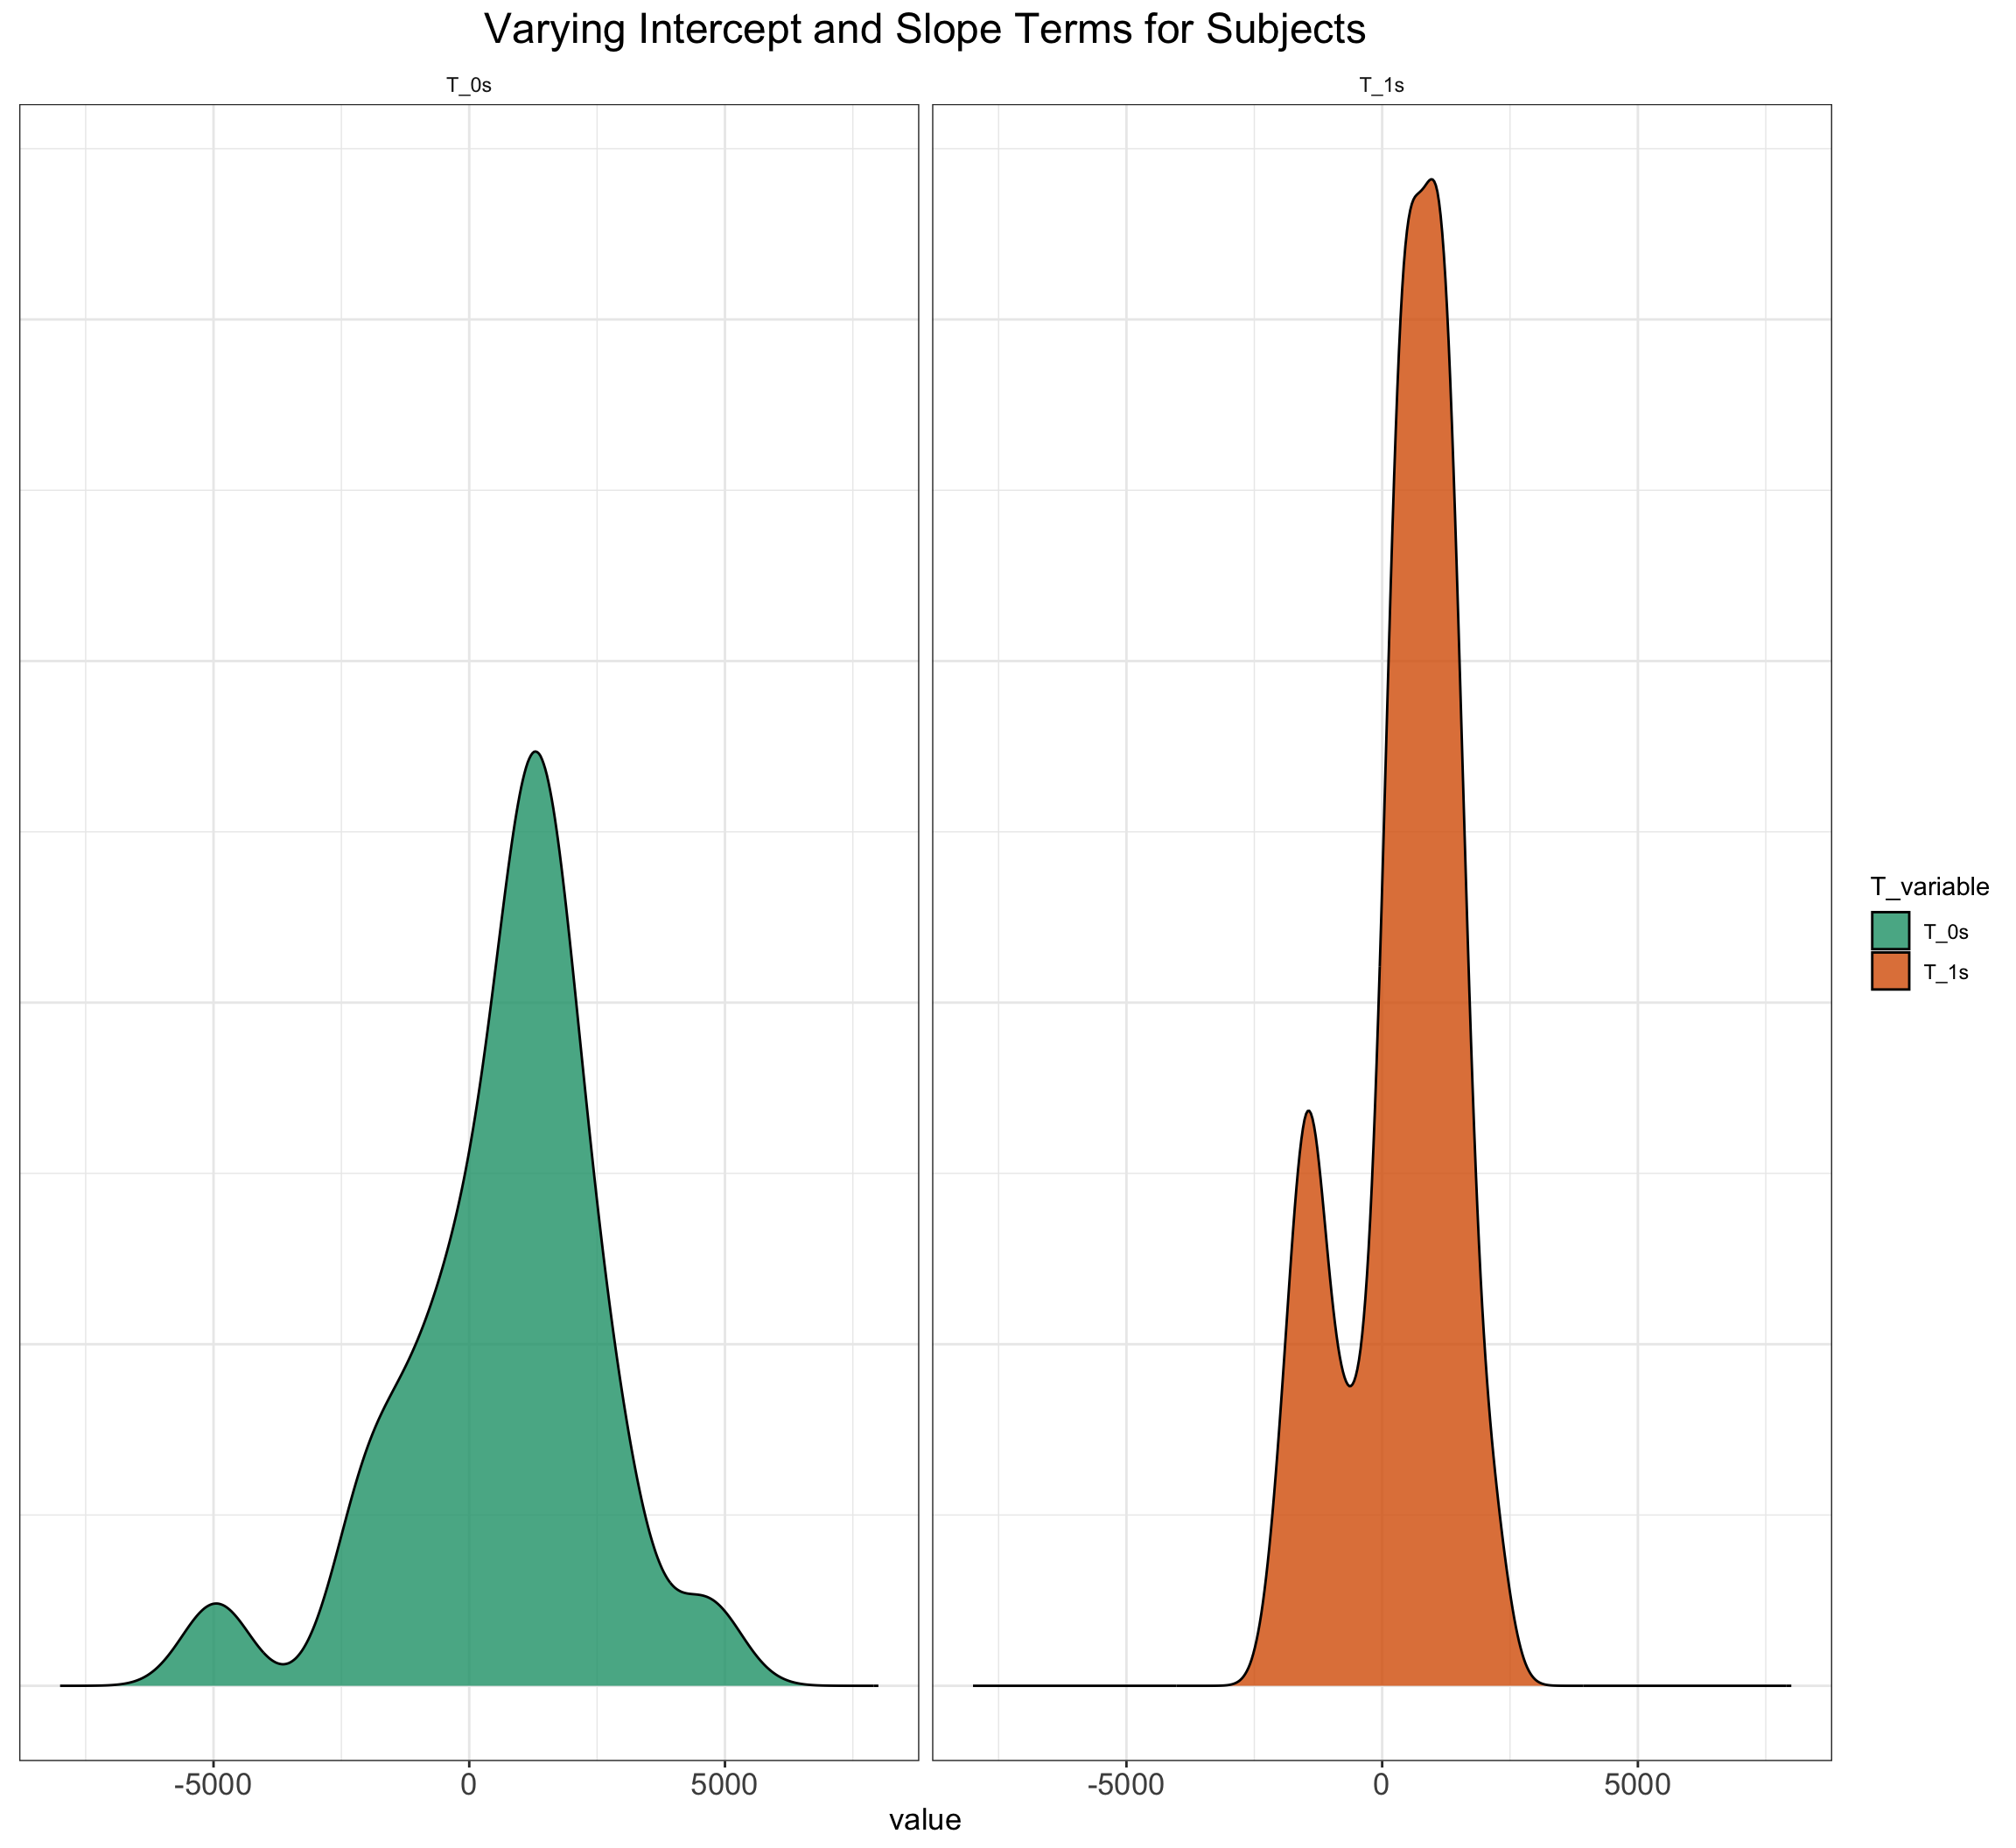 Varying Intercept and Slope Terms for Subjects
T_0s
T_1s
T_variable
T_0s
T_1s
-5000 0 5000
-5000 0 5000
value